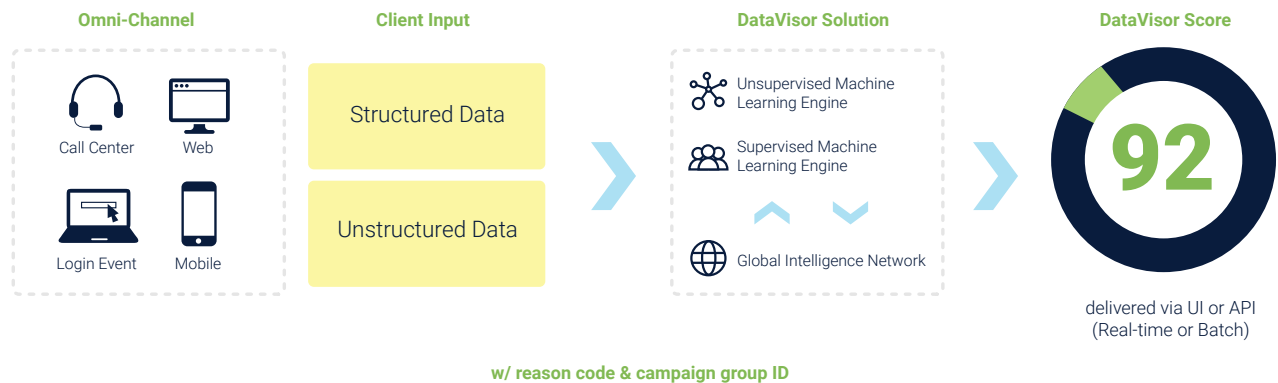 Omni-Channel
Call Center
Web
Login Event
Mobile
Client Input
Structured Data
Unstructured Data
DataVisor Solution
Unsupervised Machine
Learning Engine
Supervised Machine
Learning Engine
Global Intelligence Network
DataVisor Score
92
delivered via UI or API
(Real-time or Batch)
w/ reason code & campaign group ID